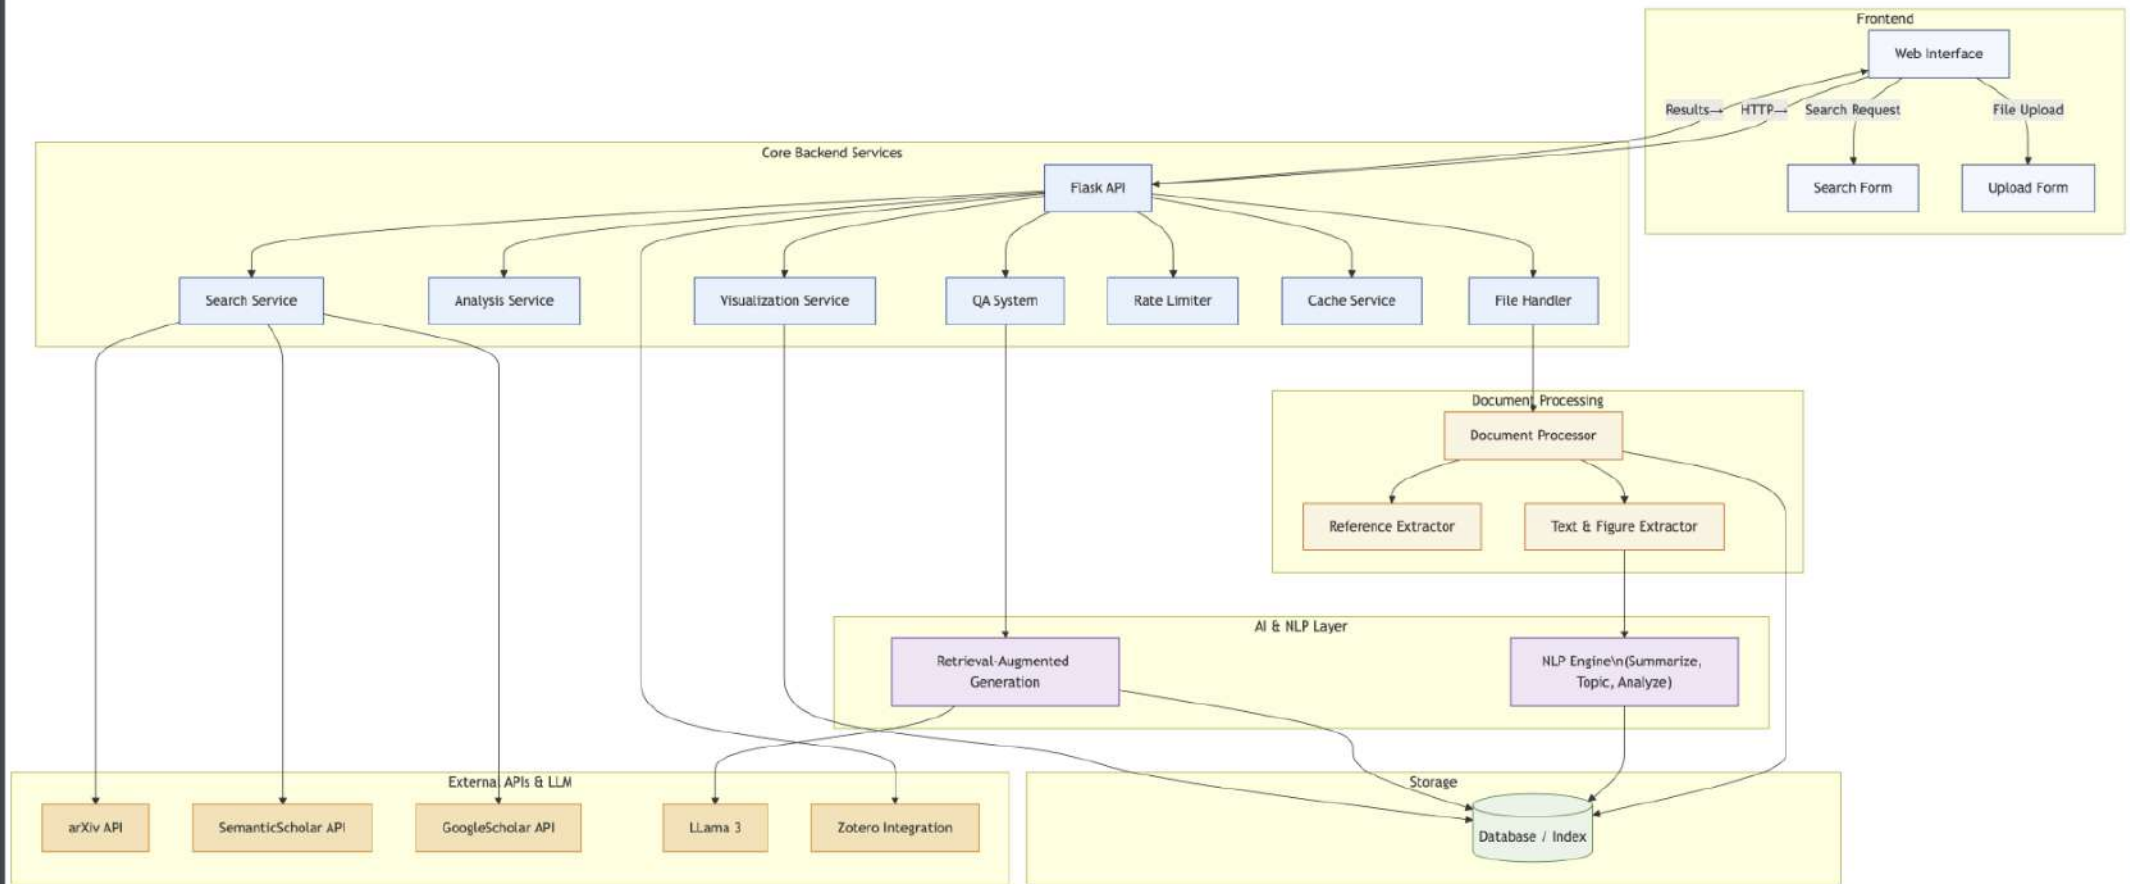 Frontend
Web Interface
Results→
HTTP→
Search Request
File Upload
Search Form
Upload Form
Core Backend Services
Flask API
Search Service
Analysis Service
Visualization Service
QA System
Rate Limiter
Cache Service
File Handler
Document Processing
Document Processor
Reference Extractor
Text & Figure Extractor
AI & NLP Layer
Retrieval-Augmented
Generation
NLP Engine\n(Summarize,
Topic, Analyze)
External APIs & LLM
arXiv API
SemanticScholar API
GoogleScholar API
LLama 3
Zotero Integration
Storage
Database / Index